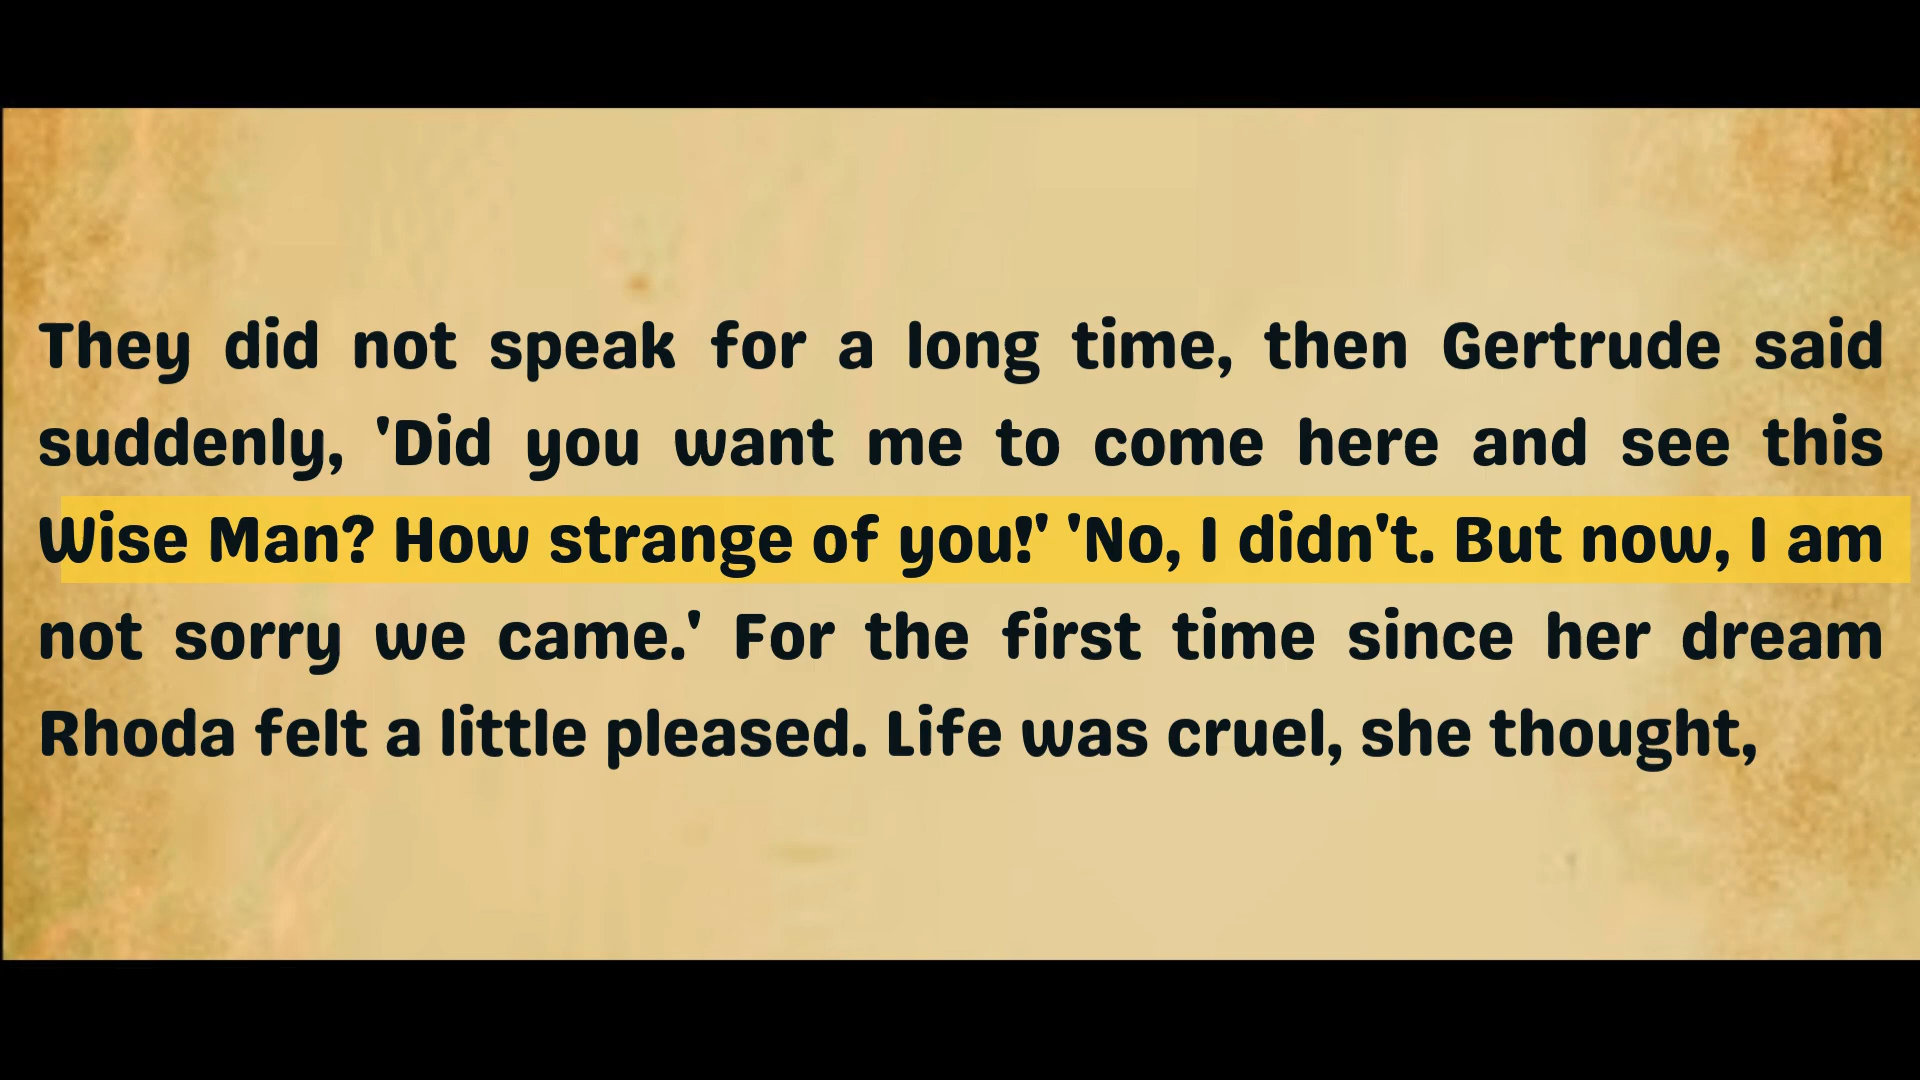 They did not speak for a long time, then Gertrude said
suddenly, 'Did you want me to come here and see this
Wise Man? How strange of you!' 'No, I didn't. But now, I am
not sorry we came.' For the first time since her dream
Rhoda felt a little pleased. Life was cruel, she thought,